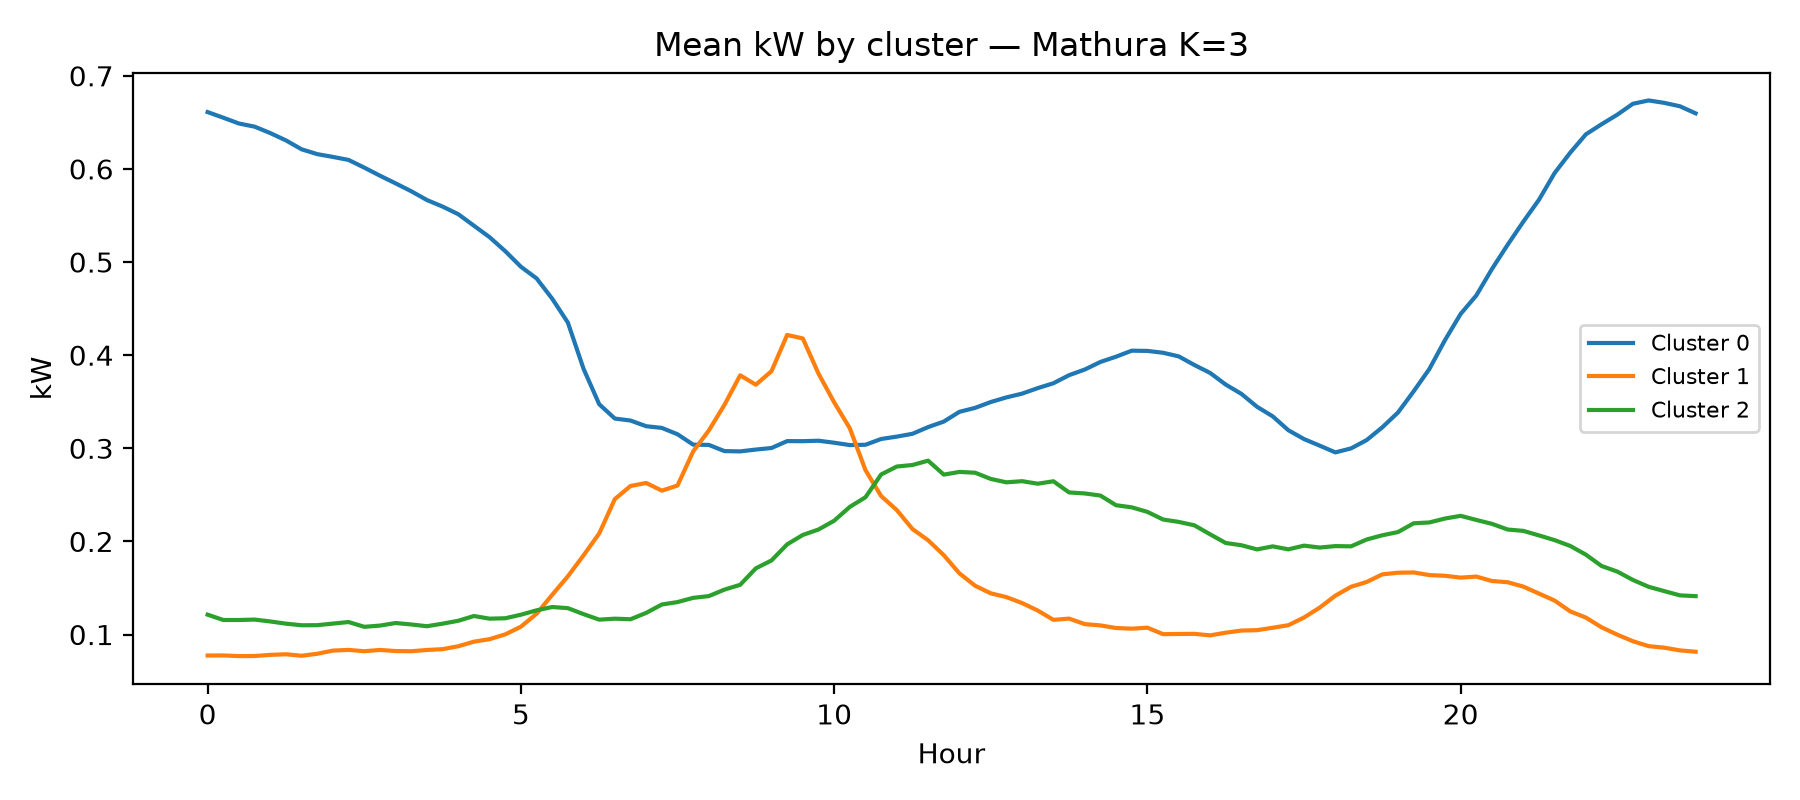 Mean kW by cluster — Mathura K=3
0.7
0.6
0.5
0.4
0.3
0.2
0.1
kW
0 5 10 15 20
Hour
Cluster 0
Cluster 1
Cluster 2